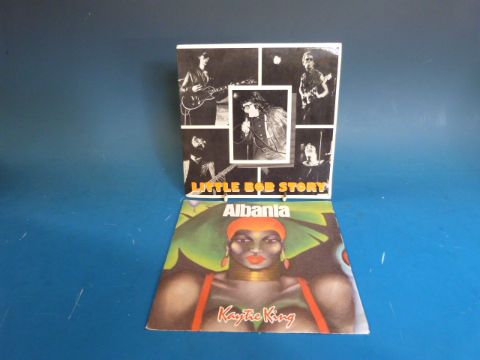 LITTLE BOB STORY
Albania
Kaytie King